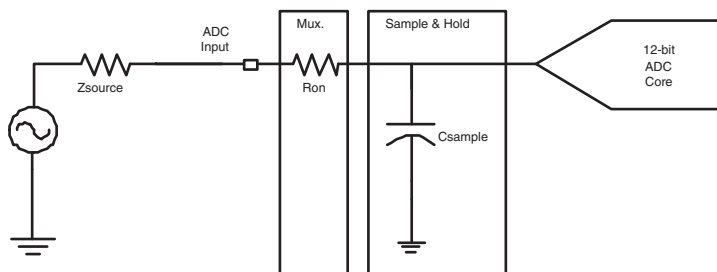 Mux.
Sample & Hold
ADC
Input
12-bit
ADC
Core
Zsource
Ron
Csample